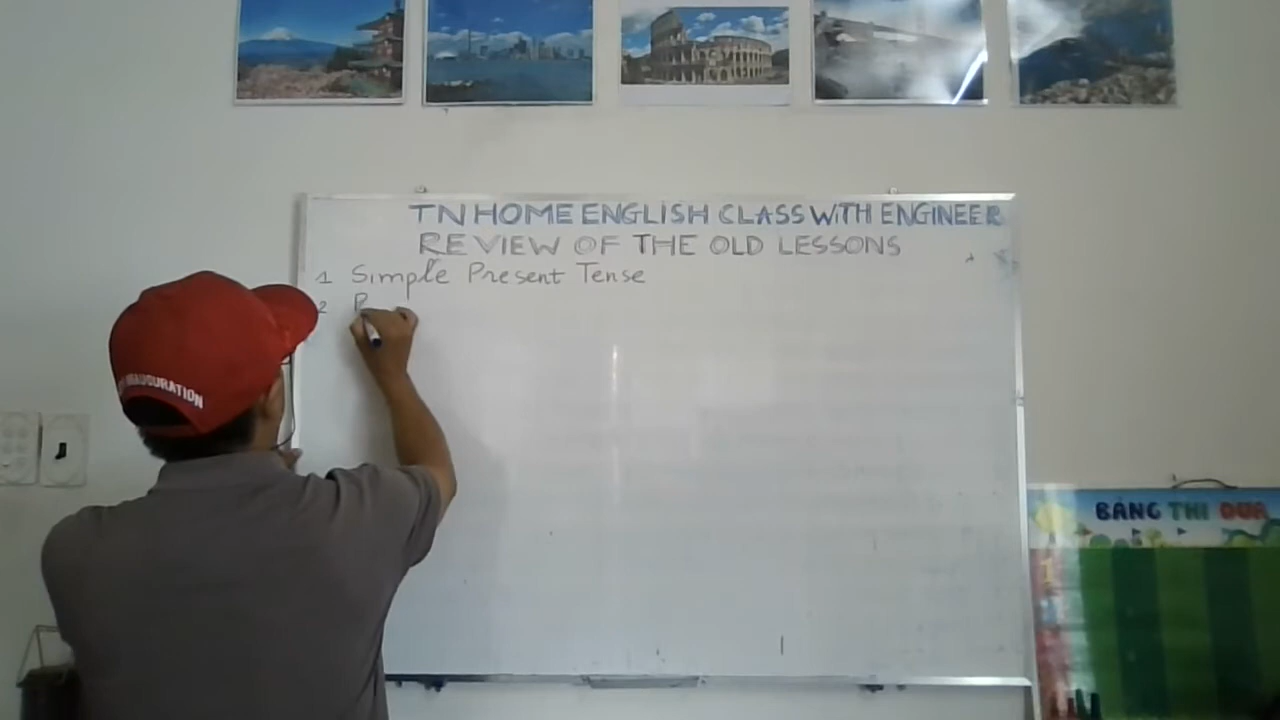 TN HOME ENGLISH CLASS WiTH ENGINEER
REVIEW OF THE OLD LESSONS
1 Simple Present Tense
2 P
INAUGURATION
BẢNG THI ĐUA
1